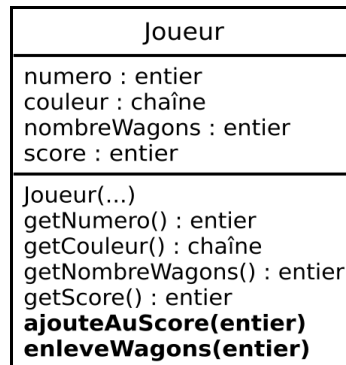 Joueur
numero : entier
couleur : chaîne
nombreWagons : entier
score : entier
Joueur(...)
getNumero() : entier
getCouleur() : chaîne
getNombreWagons() : entier
getScore() : entier
ajouteAuScore(entier)
enleveWagons(entier)